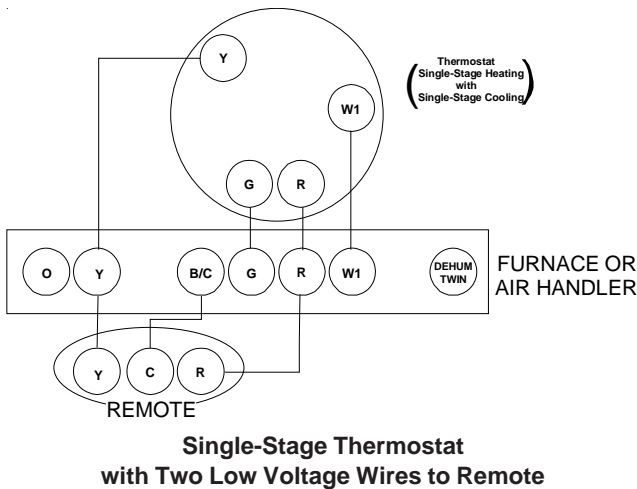 Y
Thermostat
Single-Stage Heating
with
Single-Stage Cooling
W1
G R
O Y B/C G R W1 DEHUM
TWIN
FURNACE OR
AIR HANDLER
Y C R
REMOTE
Single-Stage Thermostat
with Two Low Voltage Wires to Remote